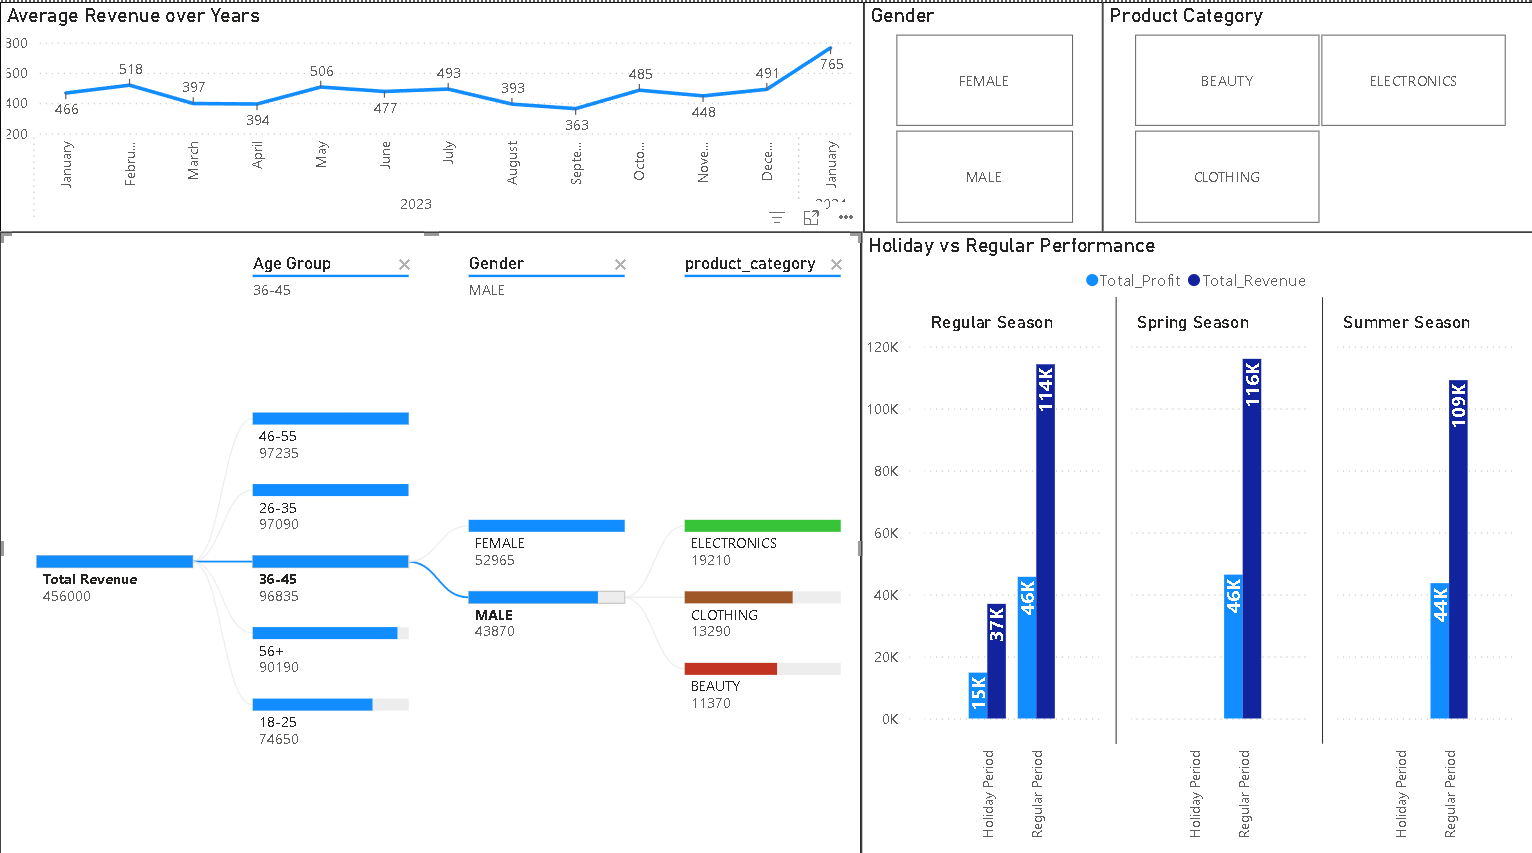 Average Revenue over Years
800
600
400
200
466
518
397
394
506
477
493
393
363
485
448
491
765
January
Febru...
March
April
May
June
July
August
Septe...
Octo...
Nove...
Dece...
January
2023
Gender
FEMALE
MALE
Product Category
BEAUTY
ELECTRONICS
CLOTHING
Age Group
36-45
Gender
MALE
product_category
Total Revenue
456000
46-55
97235
26-35
97090
36-45
96835
56+
90190
18-25
74650
FEMALE
52965
MALE
43870
ELECTRONICS
19210
CLOTHING
13290
BEAUTY
11370
Holiday vs Regular Performance
Total_Profit Total_Revenue
Regular Season
Spring Season
Summer Season
120K
100K
80K
60K
40K
20K
0K
15K
37K
46K
114K
46K
116K
44K
109K
Holiday Period
Regular Period
Holiday Period
Regular Period
Holiday Period
Regular Period